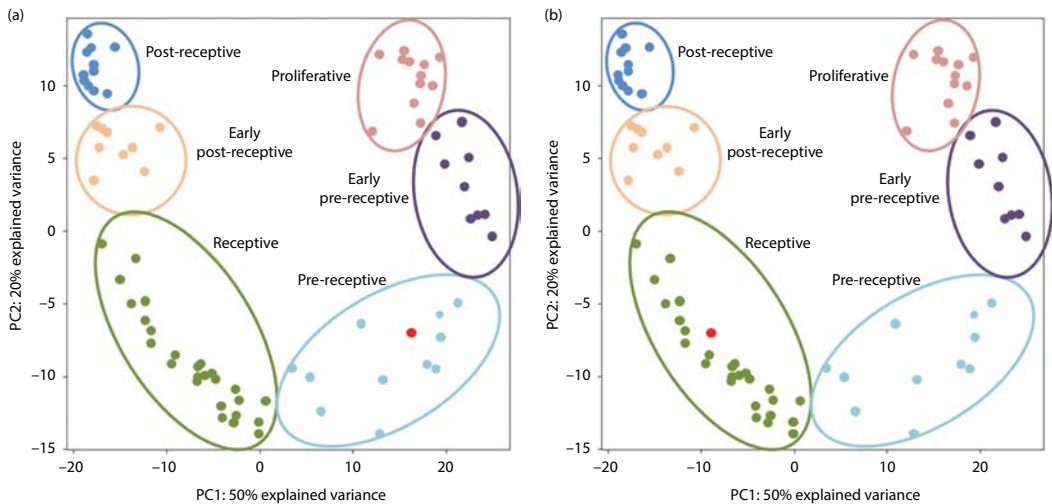 (a)
PC2: 20% explained variance
10
5
0
−5
−10
−15
−20
−10
0
10
20
PC1: 50% explained variance
Post-receptive
Proliferative
Early
post-receptive
Early
pre-receptive
Receptive
Pre-receptive
(b)
PC2: 20% explained variance
10
5
0
−5
−10
−15
−20
−10
0
10
20
PC1: 50% explained variance
Post-receptive
Proliferative
Early
post-receptive
Early
pre-receptive
Receptive
Pre-receptive